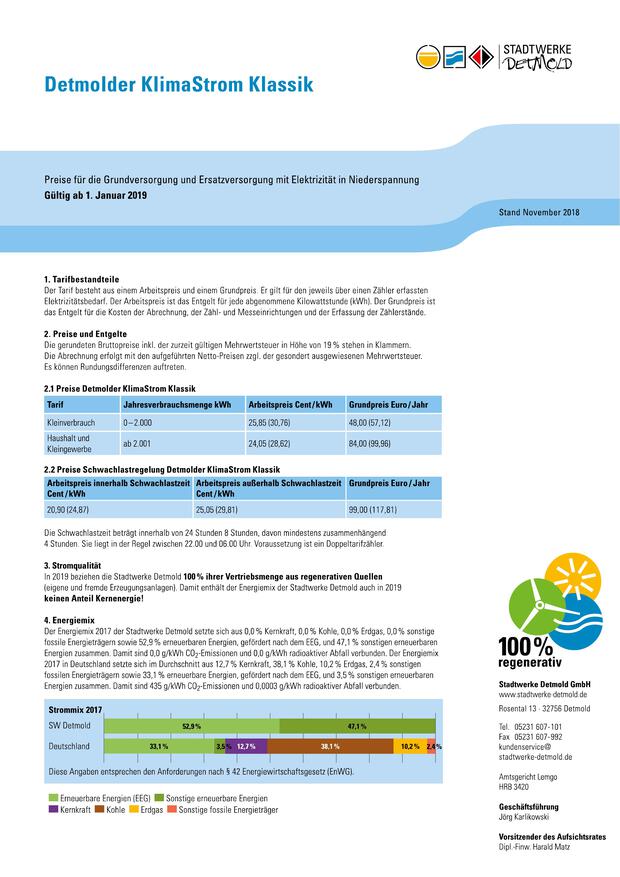 STADTWERKE
DETMOLD
Detmolder KlimaStrom Klassik
Preise für die Grundversorgung und Ersatzversorgung mit Elektrizität in Niederspannung
Gültig ab 1. Januar 2019
Stand November 2018
1. Tarifbestandteile
Der Tarif besteht aus einem Arbeitspreis und einem Grundpreis. Er gilt für den jeweils über einen Zähler erfassten
Elektrizitätsbedarf. Der Arbeitspreis ist das Entgelt für jede abgenommene Kilowattstunde (kWh). Der Grundpreis ist
das Entgelt für die Kosten der Abrechnung, der Zähl- und Messeinrichtungen und der Erfassung der Zählerstände.
2. Preise und Entgelte
Die gerundeten Bruttopreise inkl. der zurzeit gültigen Mehrwertsteuer in Höhe von 19 % stehen in Klammern.
Die Abrechnung erfolgt mit den aufgeführten Netto-Preisen zzgl. der gesondert ausgewiesenen Mehrwertsteuer.
Es können Rundungsdifferenzen auftreten.
2.1 Preise Detmolder KlimaStrom Klassik
Tarif Jahresverbrauchsmenge kWh Arbeitspreis Cent/kWh Grundpreis Euro/Jahr
Kleinverbrauch 0–2.000 25,85 (30,76) 48,00 (57,12)
Haushalt und
Kleingewerbe ab 2.001 24,05 (28,62) 84,00 (99,96)
2.2 Preise Schwachlastregelung Detmolder KlimaStrom Klassik
Arbeitspreis innerhalb Schwachlastzeit Arbeitspreis außerhalb Schwachlastzeit Grundpreis Euro/Jahr
Cent/kWh Cent/kWh
20,90 (24,87) 25,05 (29,81) 99,00 (117,81)
Die Schwachlastzeit beträgt innerhalb von 24 Stunden 8 Stunden, davon mindestens zusammenhängend
4 Stunden. Sie liegt in der Regel zwischen 22.00 und 06.00 Uhr. Voraussetzung ist ein Doppeltarifzähler.
3. Stromqualität
In 2019 beziehen die Stadtwerke Detmold 100 % ihrer Vertriebsmenge aus regenerativen Quellen
(eigene und fremde Erzeugungsanlagen). Damit enthält der Energiemix der Stadtwerke Detmold auch in 2019
keinen Anteil Kernenergie!
4. Energiemix
Der Energiemix 2017 der Stadtwerke Detmold setzte sich aus 0,0 % Kernkraft, 0,0 % Kohle, 0,0 % Erdgas, 0,0 % sonstige
fossilen Energieträgern sowie 52,9 % erneuerbaren Energien, gefördert nach dem EEG, und 47,1 % sonstigen erneuerbaren
Energien zusammen. Damit sind 0,0 g/kWh CO₂-Emissionen und 0,0 g/kWh radioaktiver Abfall verbunden. Der Energiemix
2017 in Deutschland setzte sich im Durchschnitt aus 12,7 % Kernkraft, 38,1 % Kohle, 10,2 % Erdgas, 2,4 % sonstigen
fossilen Energieträgern sowie 33,1 % erneuerbaren Energien, gefördert nach dem EEG, und 3,5 % sonstigen erneuerbaren
Energien zusammen. Damit sind 435 g/kWh CO₂-Emissionen und 0,0003 g/kWh radioaktiver Abfall verbunden.
Strommix 2017
SW Detmold 52,9 % 47,1 %
Deutschland 33,1 % 3,5 % 12,7 % 38,1 % 10,2 % 2,4 %
Diese Angaben entsprechen den Anforderungen nach § 42 Energiewirtschaftsgesetz (EnWG).
Erneuerbare Energien (EEG) Sonstige erneuerbare Energien
Kernkraft Kohle Erdgas Sonstige fossile Energieträger
100 %
regenerativ
Stadtwerke Detmold GmbH
www.stadtwerke-detmold.de
Rosental 13 · 32756 Detmold
Tel. 05231 607-101
Fax 05231 607-992
kundenservice@
stadtwerke-detmold.de
Amtsgericht Lemgo
HRB 3420
Geschäftsführung
Jörg Karlikowski
Vorsitzender des Aufsichtsrates
Dipl.-Finw. Harald Matz